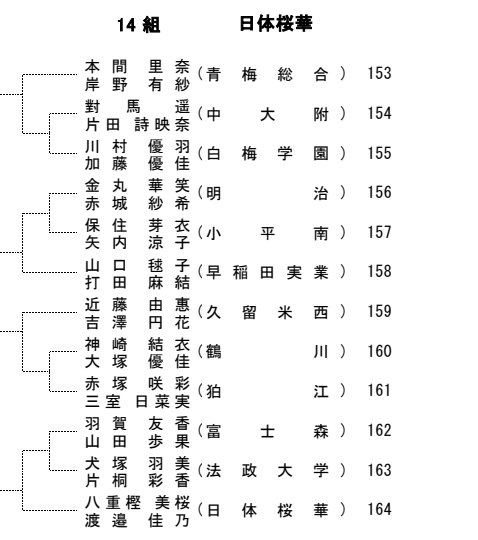 14 組 日体桜華
本間 里奈
岸野 有紗 (青梅総合) 153
對馬 遥
片田 詩映奈 (中大附) 154
川村 優羽
加藤 優佳 (白梅学園) 155
金丸 華笑
赤城 紗希 (明治) 156
保住 芽衣
矢内 涼子 (小平南) 157
山口 毬子
打田 麻結 (早稲田実業) 158
近藤 由惠
吉澤 円花 (久留米西) 159
神崎 結衣
大塚 優佳 (鶴川) 160
赤塚 咲彩
三室 日菜実 (狛江) 161
羽賀 友香
山田 歩果 (富士森) 162
犬塚 羽美
片桐 彩香 (法政大学) 163
八重樫 美桜
渡邉 佳乃 (日体桜華) 164